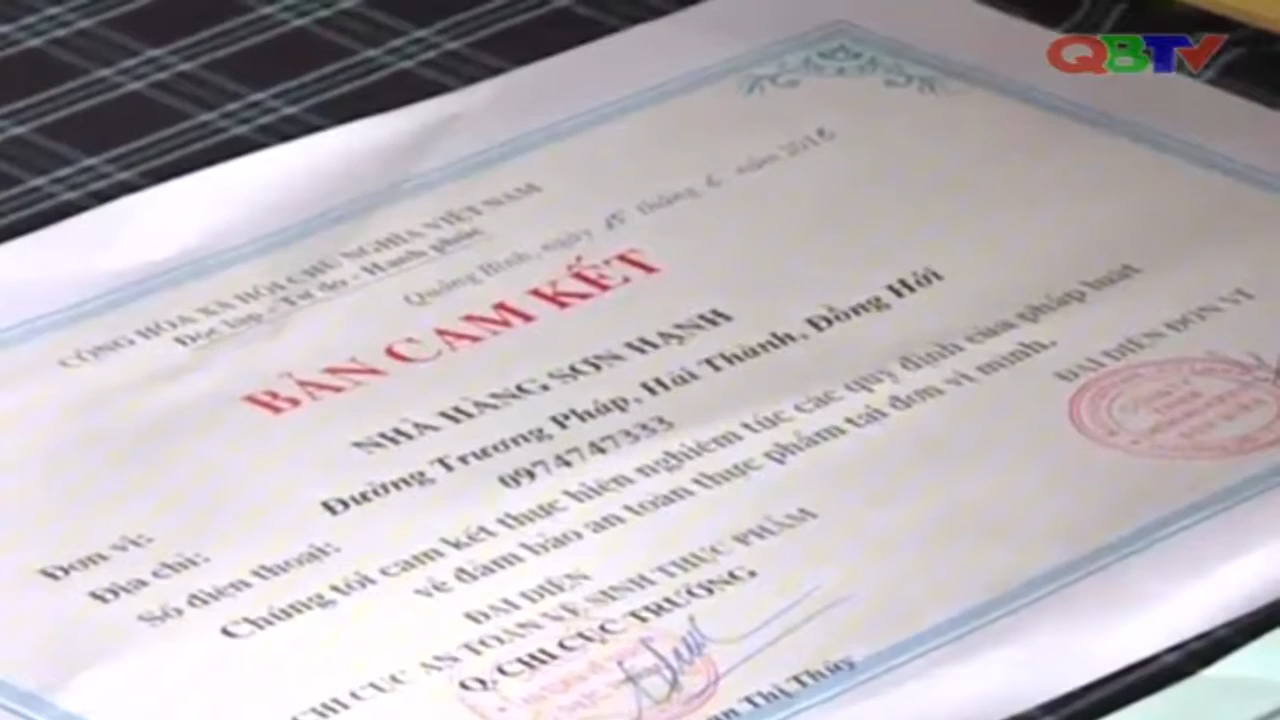 QBTV
CỘNG HÒA XÃ HỘI CHỦ NGHĨA VIỆT NAM
Độc lập - Tự do - Hạnh phúc
Quảng Bình, ngày 15 tháng 6 năm 2016
BẢN CAM KẾT
Đơn vị: NHÀ HÀNG SƠN HẠNH
Địa chỉ: Đường Trương Pháp, Hải Thành, Đồng Hới
Số điện thoại: 0974747333
Chúng tôi cam kết thực hiện nghiêm túc các quy định của pháp luật
về đảm bảo an toàn thực phẩm tại đơn vị mình.
ĐẠI DIỆN
CHI CỤC AN TOÀN VỆ SINH THỰC PHẨM
Q. CHI CỤC TRƯỞNG
Thị Thủy
ĐẠI DIỆN ĐƠN VỊ